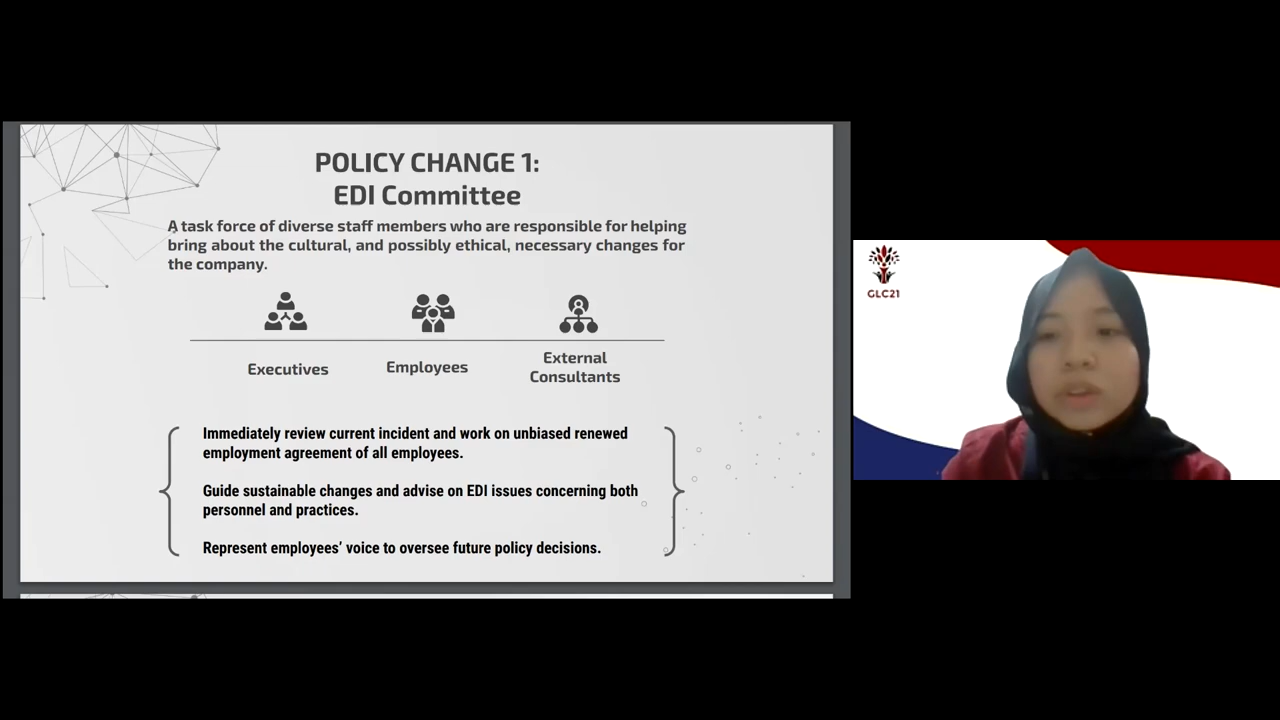 POLICY CHANGE 1:
EDI Committee
A task force of diverse staff members who are responsible for helping
bring about the cultural, and possibly ethical, necessary changes for
the company.
Executives
Employees
External
Consultants
Immediately review current incident and work on unbiased renewed
employment agreement of all employees.
Guide sustainable changes and advise on EDI issues concerning both
personnel and practices.
Represent employees’ voice to oversee future policy decisions.
GLC21